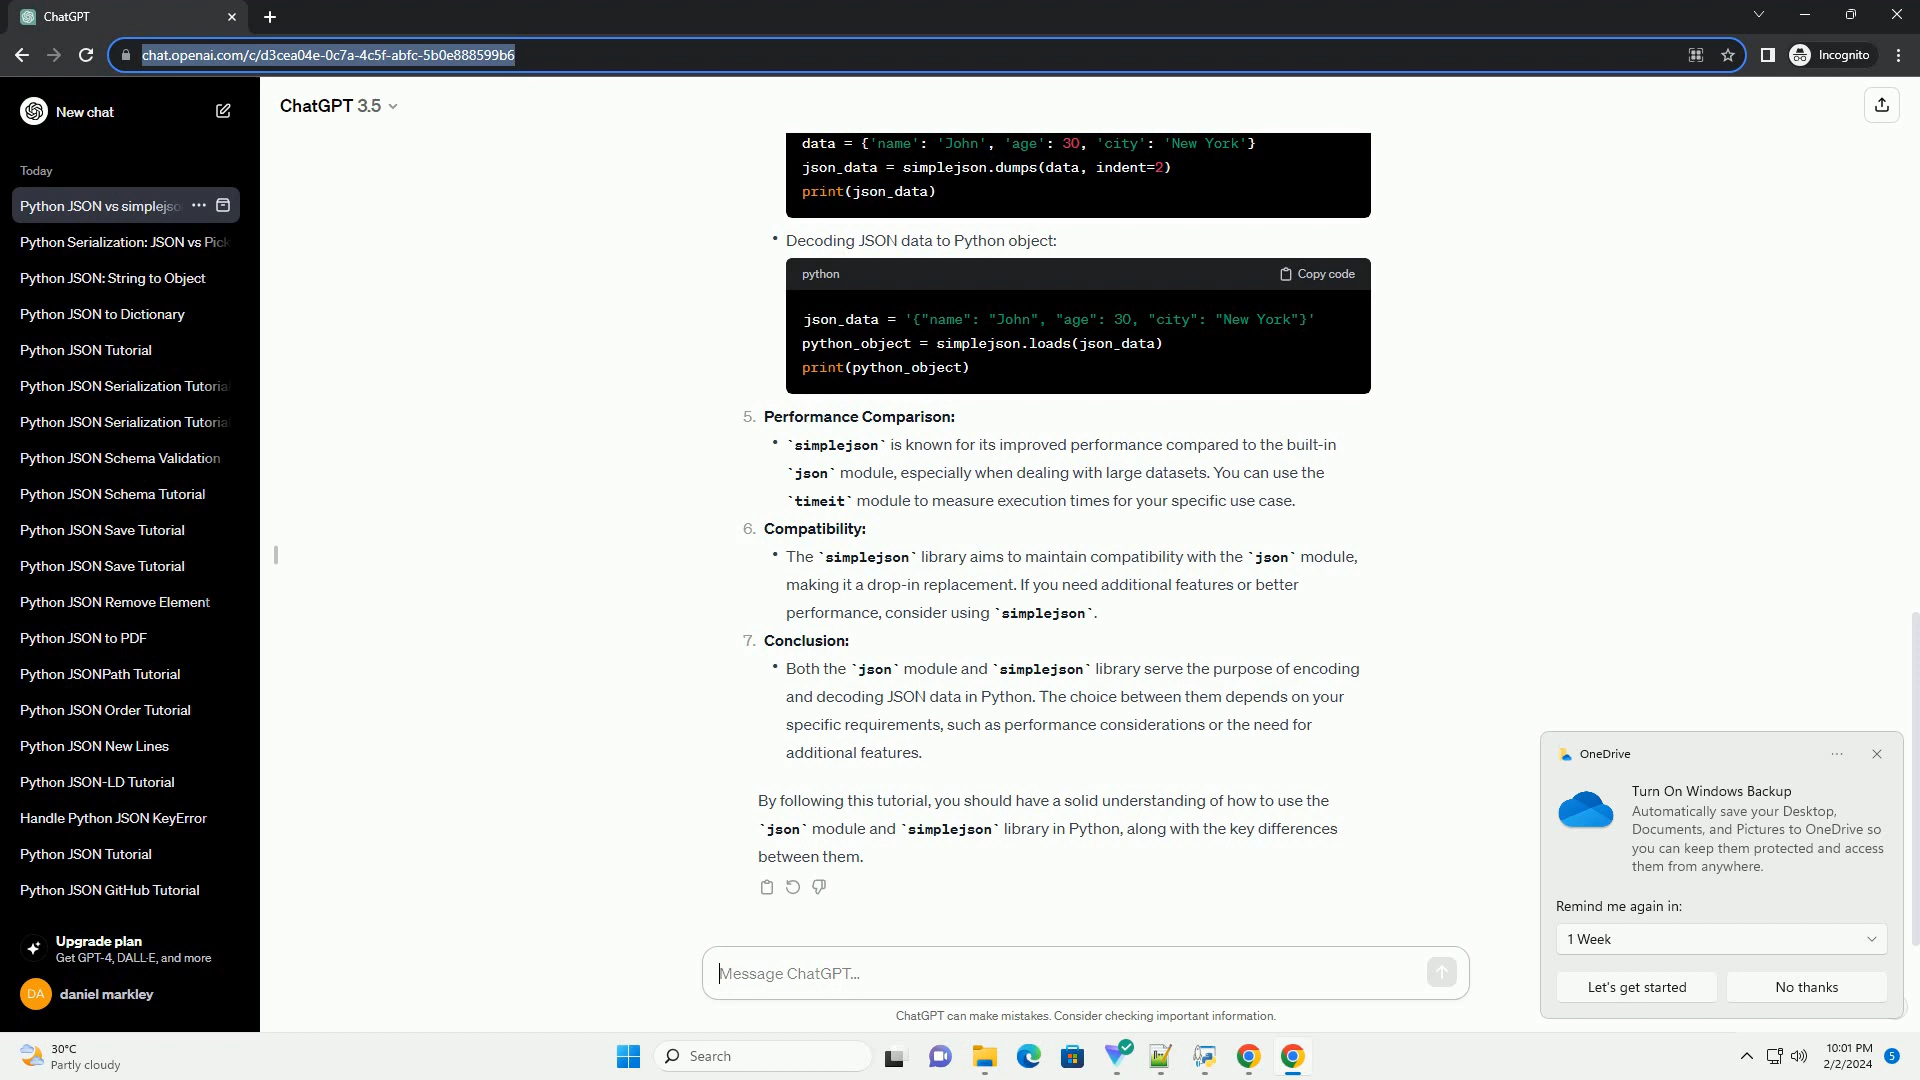 ChatGPT
chat.openai.com/c/d3cea04e-0c7a-4c5f-abfc-5b0e888599b6
Incognito
New chat
Today
Python JSON vs simplejso
Python Serialization: JSON vs Pick
Python JSON: String to Object
Python JSON to Dictionary
Python JSON Tutorial
Python JSON Serialization Tutoria
Python JSON Serialization Tutoria
Python JSON Schema Validation
Python JSON Schema Tutorial
Python JSON Save Tutorial
Python JSON Save Tutorial
Python JSON Remove Element
Python JSON to PDF
Python JSONPath Tutorial
Python JSON Order Tutorial
Python JSON New Lines
Python JSON-LD Tutorial
Handle Python JSON KeyError
Python JSON Tutorial
Python JSON GitHub Tutorial
Upgrade plan
Get GPT-4, DALL·E, and more
DA daniel markley
ChatGPT 3.5
data = {'name': 'John', 'age': 30, 'city': 'New York'}
json_data = simplejson.dumps(data, indent=2)
print(json_data)
• Decoding JSON data to Python object:
python
Copy code
json_data = '{"name": "John", "age": 30, "city": "New York"}'
python_object = simplejson.loads(json_data)
print(python_object)
5. Performance Comparison:
• `simplejson` is known for its improved performance compared to the built-in
`json` module, especially when dealing with large datasets. You can use the
`timeit` module to measure execution times for your specific use case.
6. Compatibility:
• The `simplejson` library aims to maintain compatibility with the `json` module,
making it a drop-in replacement. If you need additional features or better
performance, consider using `simplejson`.
7. Conclusion:
• Both the `json` module and `simplejson` library serve the purpose of encoding
and decoding JSON data in Python. The choice between them depends on your
specific requirements, such as performance considerations or the need for
additional features.
By following this tutorial, you should have a solid understanding of how to use the
`json` module and `simplejson` library in Python, along with the key differences
between them.
Message ChatGPT...
ChatGPT can make mistakes. Consider checking important information.
OneDrive
Turn On Windows Backup
Automatically save your Desktop,
Documents, and Pictures to OneDrive so
you can keep them protected and access
them from anywhere.
Remind me again in:
1 Week
Let's get started
No thanks
30°C
Partly cloudy
Search
10:01 PM
2/2/2024
5